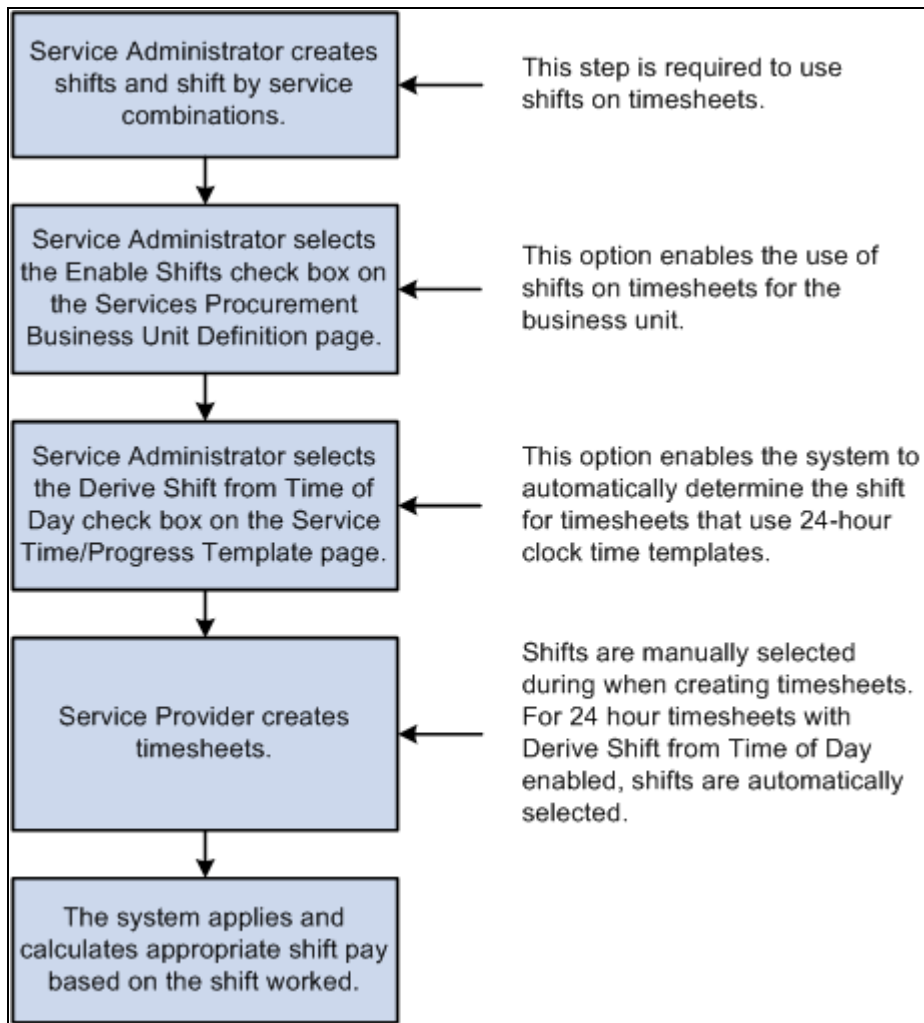 Service Administrator creates
shifts and shift by service
combinations.
This step is required to use
shifts on timesheets.
Service Administrator selects
the Enable Shifts check box on
the Services Procurement
Business Unit Definition page.
This option enables the use of
shifts on timesheets for the
business unit.
Service Administrator selects
the Derive Shift from Time of
Day check box on the Service
Time/Progress Template page.
This option enables the system to
automatically determine the shift
for timesheets that use 24-hour
clock time templates.
Service Provider creates
timesheets.
Shifts are manually selected
during when creating timesheets.
For 24 hour timesheets with
Derive Shift from Time of Day
enabled, shifts are automatically
selected.
The system applies and
calculates appropriate shift pay
based on the shift worked.